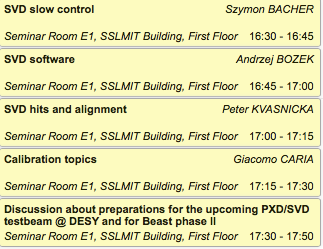 SVD slow control Szymon BACHER
Seminar Room E1, SSLMIT Building, First Floor 16:30 - 16:45
SVD software Andrzej BOZEK
Seminar Room E1, SSLMIT Building, First Floor 16:45 - 17:00
SVD hits and alignment Peter KVASNICKA
Seminar Room E1, SSLMIT Building, First Floor 17:00 - 17:15
Calibration topics Giacomo CARIA
Seminar Room E1, SSLMIT Building, First Floor 17:15 - 17:30
Discussion about preparations for the upcoming PXD/SVD
testbeam @ DESY and for Beast phase II
Seminar Room E1, SSLMIT Building, First Floor 17:30 - 17:50